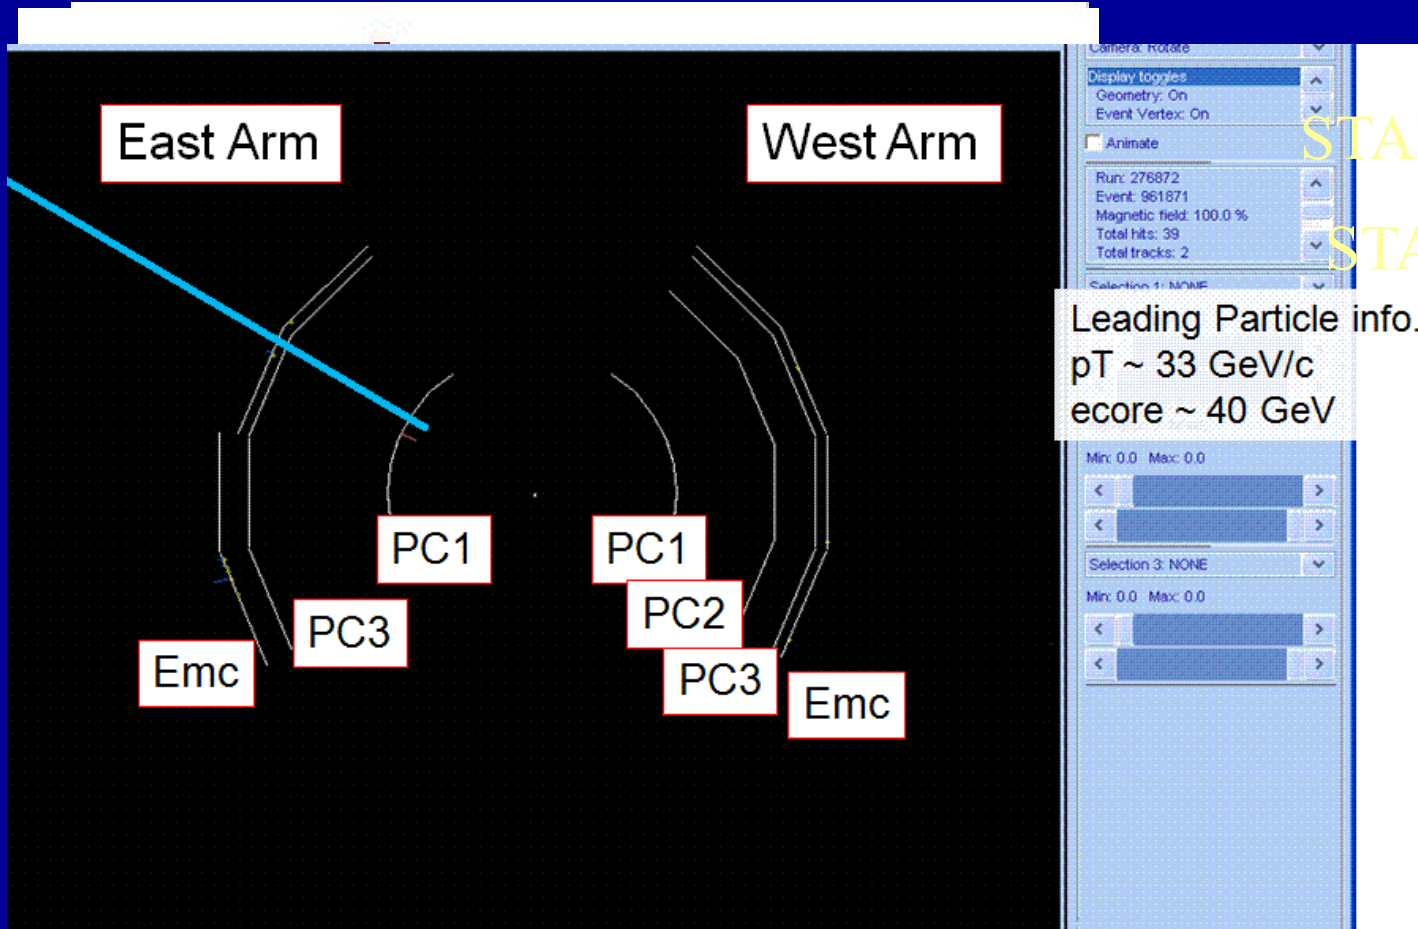 Camera: Rotate
Display toggles
Geometry: On
Event Vertex: On
Animate
Run: 276872
Event: 961871
Magnetic field: 100.0 %
Total hits: 39
Total tracks: 2
Selection 1: NONE
STA
STA
East Arm
West Arm
Leading Particle info.
pT ~ 33 GeV/c
ecore ~ 40 GeV
Min: 0.0 Max: 0.0
Selection 3: NONE
Min: 0.0 Max: 0.0
PC1
PC1
PC2
PC3
PC3
Emc
Emc